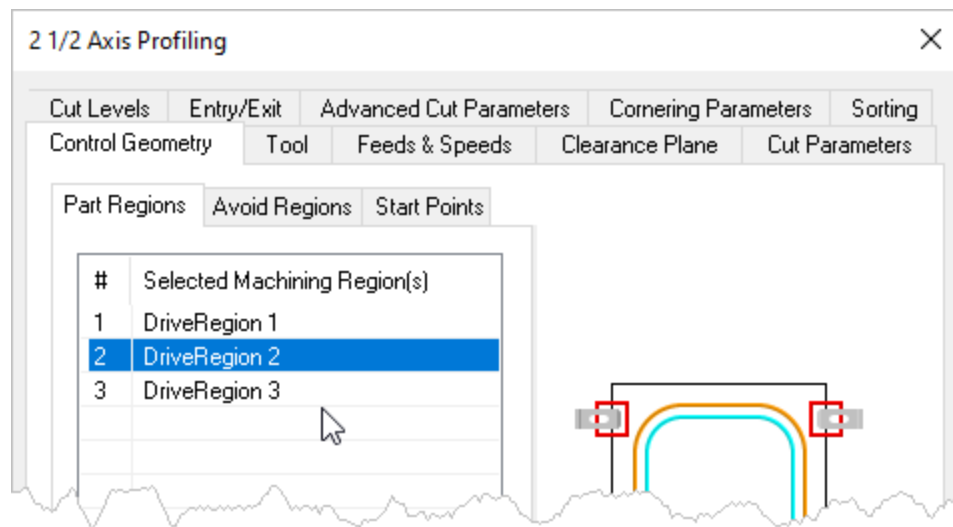 2 1/2 Axis Profiling
Cut Levels Entry/Exit Advanced Cut Parameters Cornering Parameters Sorting
Control Geometry Tool Feeds & Speeds Clearance Plane Cut Parameters
Part Regions Avoid Regions Start Points
# Selected Machining Region(s)
1 DriveRegion 1
2 DriveRegion 2
3 DriveRegion 3